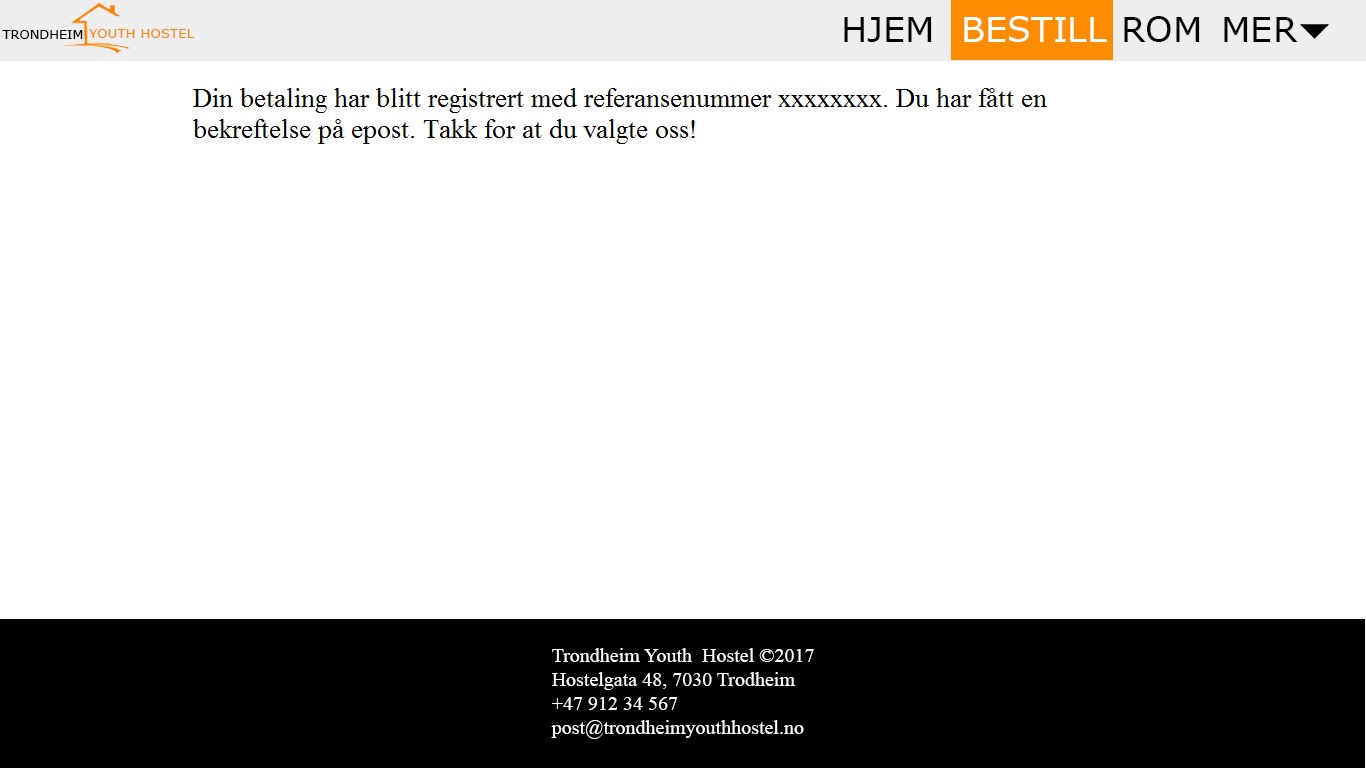 TRONDHEIM YOUTH HOSTEL
HJEM BESTILL ROM MER
Din betaling har blitt registrert med referansenummer xxxxxxxx. Du har fått en
bekreftelse på epost. Takk for at du valgte oss!
Trondheim Youth  Hostel ©2017
Hostelgata 48, 7030 Trodheim
+47 912 34 567
post@trondheimyouthhostel.no